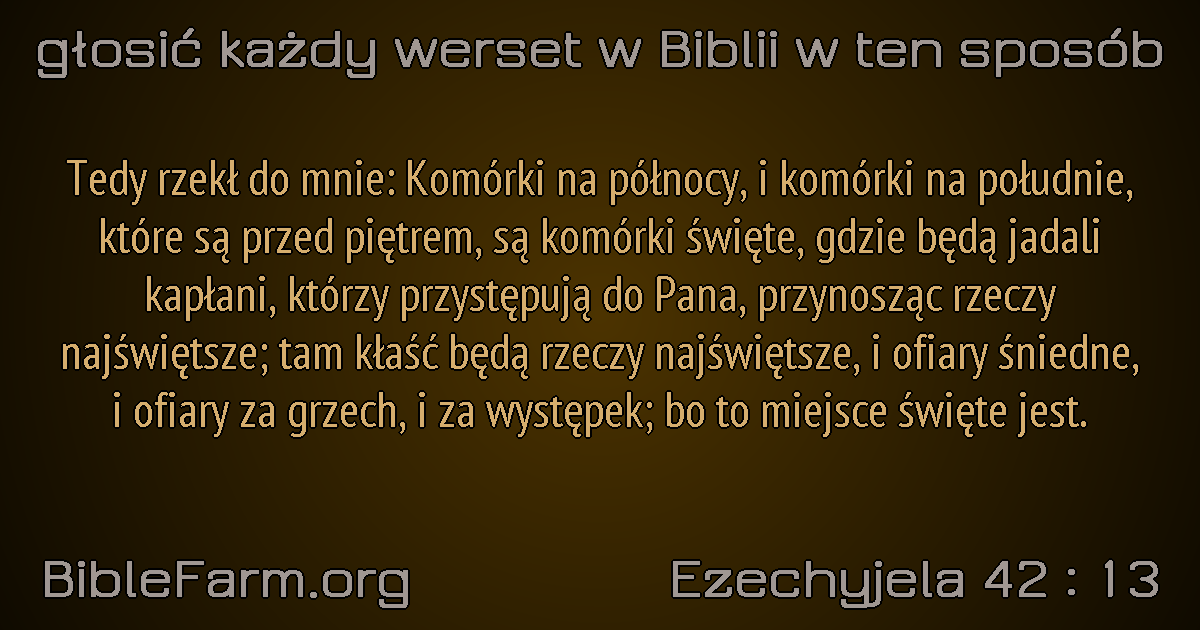 głosić każdy werset w Biblii w ten sposób
Tedy rzekł do mnie: Komórki na północy, i komórki na południe,
które są przed piętrem, są komórki święte, gdzie będą jadali
kapłani, którzy przystępują do Pana, przynosząc rzeczy
najświętsze; tam kłaść będą rzeczy najświętsze, i ofiary śniedne,
i ofiary za grzech, i za występek; bo to miejsce święte jest.
BibleFarm.org
Ezechyjela 42 : 13